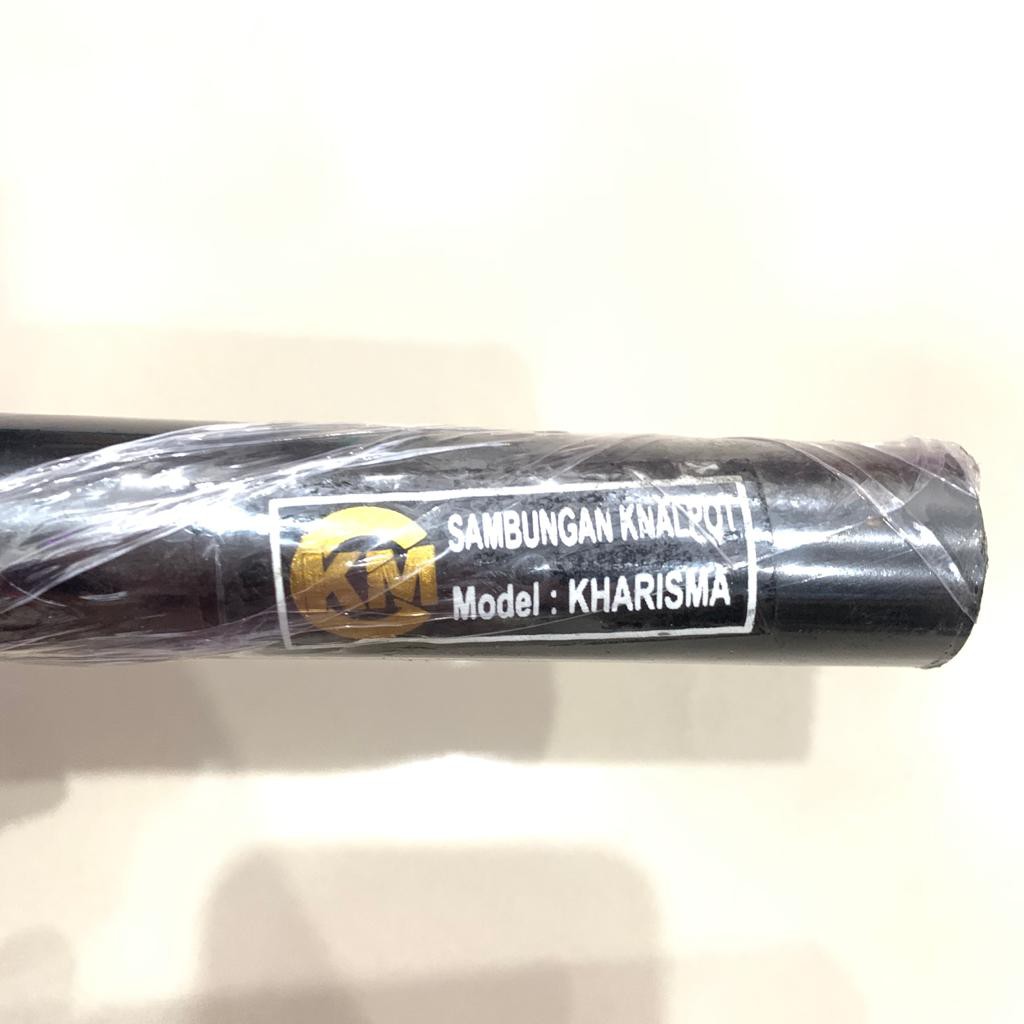 KM
SAMBUNGAN KNALPOT
Model : KHARISMA